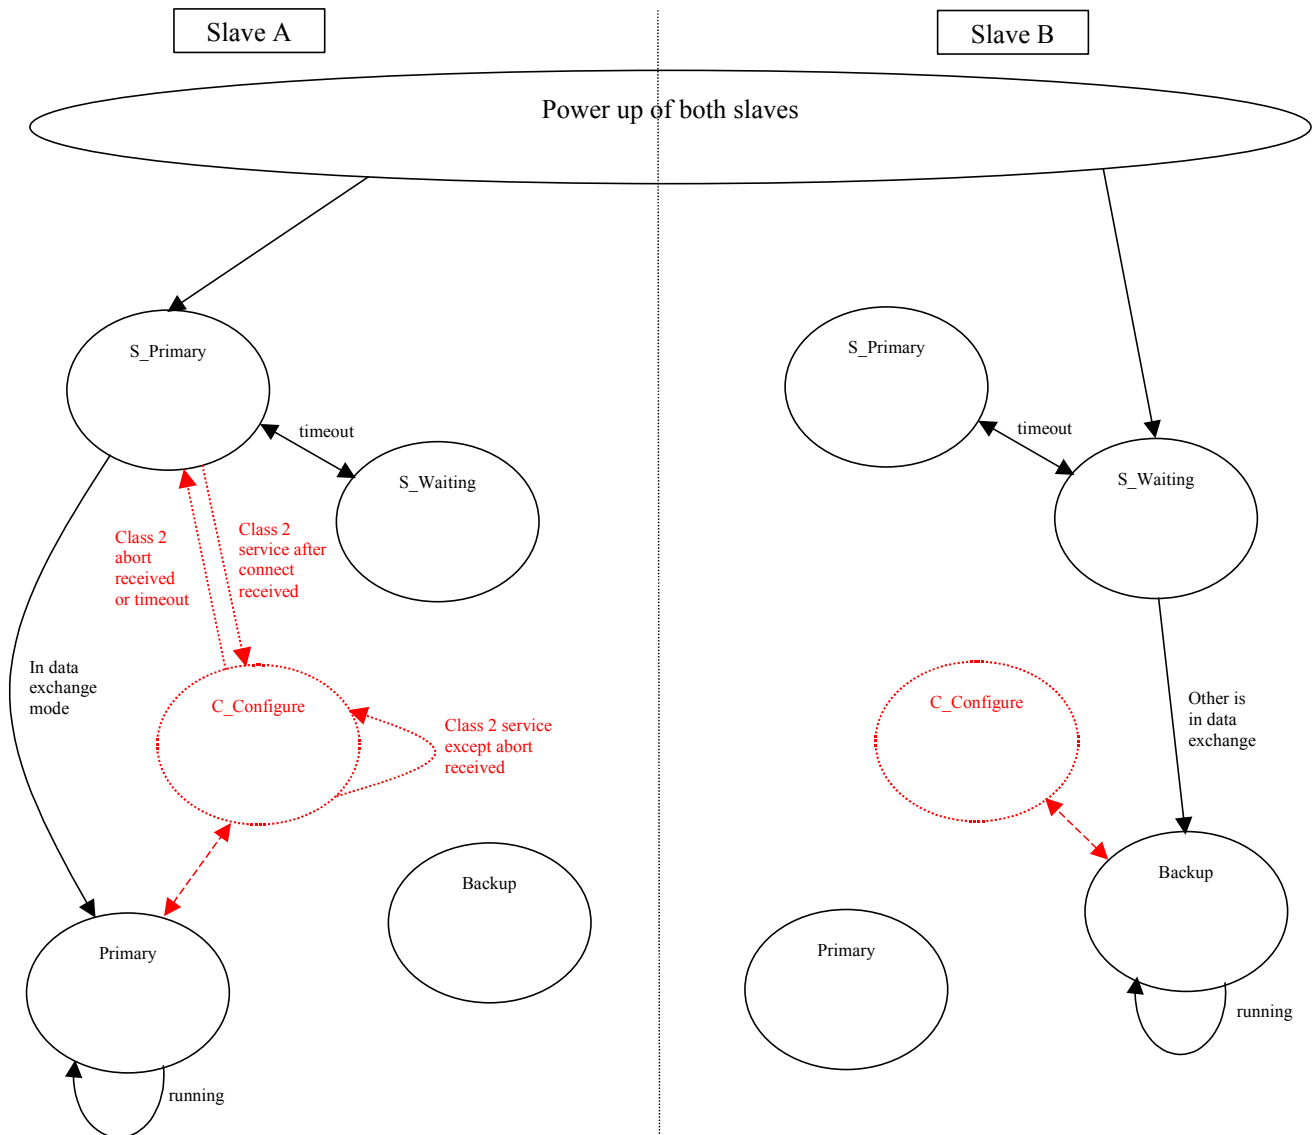 Slave A
Slave B
Power up of both slaves
S_Primary
timeout
S_Waiting
Class 2
abort
received
or timeout
Class 2
service after
connect
received
In data
exchange
mode
C_Configure
Class 2 service
except abort
received
Backup
Primary
running
S_Primary
timeout
S_Waiting
C_Configure
Other is
in data
exchange
Backup
Primary
running